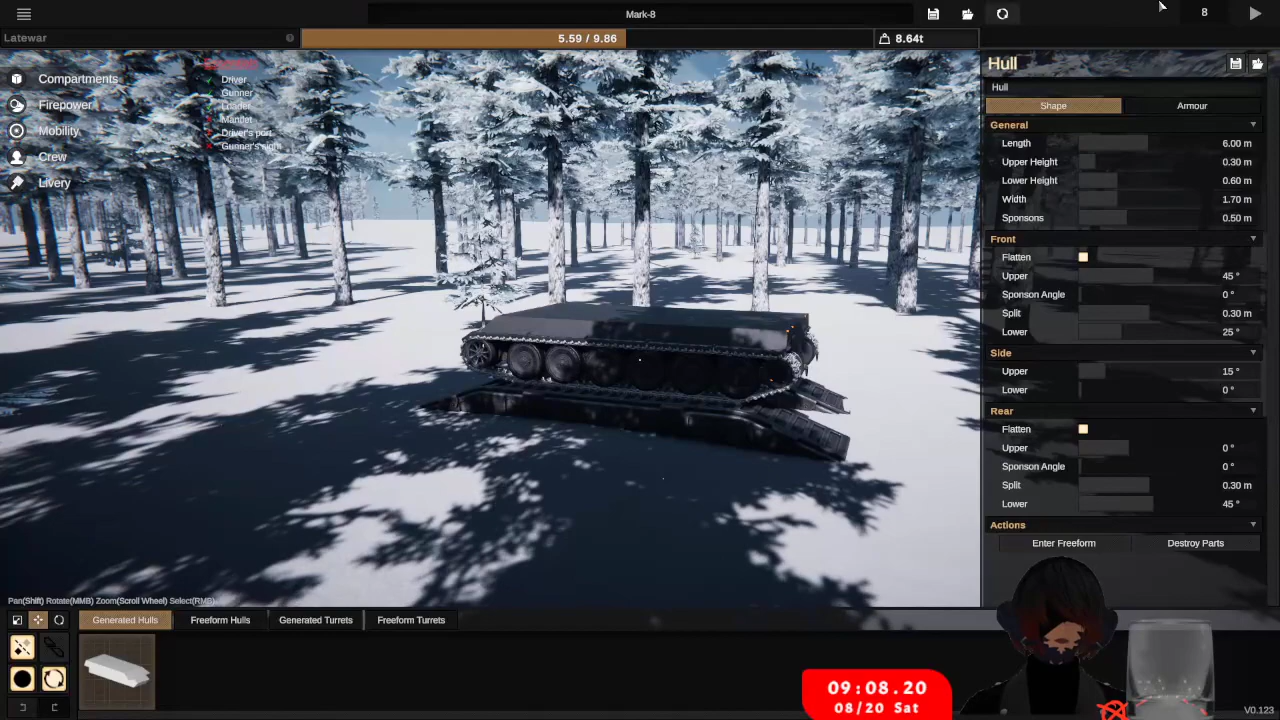 Mark-8
8
Latewar
5.59 / 9.86
8.64t
Compartments
Firepower
Mobility
Crew
Livery
Driver
Gunner
Loader
Mantlet
Driver's port
Gunner's sight
Hull
Hull
Shape
Armour
General
Length 6.00 m
Upper Height 0.30 m
Lower Height 0.60 m
Width 1.70 m
Sponsons 0.50 m
Front
Flatten
Upper 45 °
Sponson Angle 0 °
Split 0.30 m
Lower 25 °
Side
Upper 15 °
Lower 0 °
Rear
Flatten
Upper 0 °
Sponson Angle 0 °
Split 0.30 m
Lower 45 °
Actions
Enter Freeform
Destroy Parts
Pan(Shift) Rotate(MMB) Zoom(Scroll Wheel) Select(RMB)
Generated Hulls
Freeform Hulls
Generated Turrets
Freeform Turrets
09:08.20
08/20 Sat
V0.123